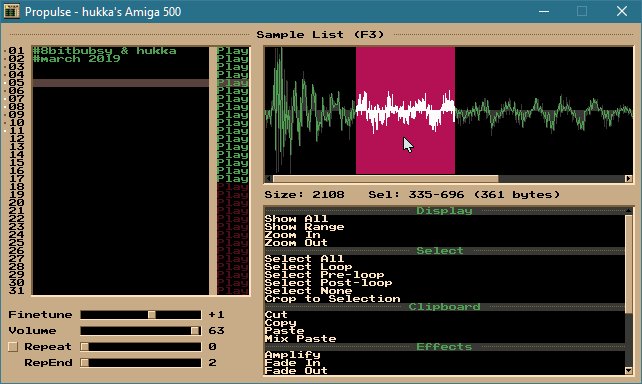 Propulse - hukka's Amiga 500
Sample List (F3)
01 #8bitbubsy & hukka Play
02 #march 2019 Play
03 Play
04 Play
05 Play
06 Play
07 Play
08 Play
09 Play
10 Play
11 Play
12 Play
13 Play
14 Play
15 Play
16 Play
17 Play
18 Play
19 Play
20 Play
21 Play
22 Play
23 Play
24 Play
25 Play
26 Play
27 Play
28 Play
29 Play
30 Play
31 Play
Finetune +1
Volume 63
Repeat 0
RepEnd 2
Size: 2108 Sel: 335-696 (361 bytes)
Display
Show All
Show Range
Zoom In
Zoom Out
Select
Select All
Select Loop
Select Pre-loop
Select Post-loop
Select None
Crop to Selection
Clipboard
Cut
Copy
Paste
Mix Paste
Effects
Amplify
Fade In
Fade Out